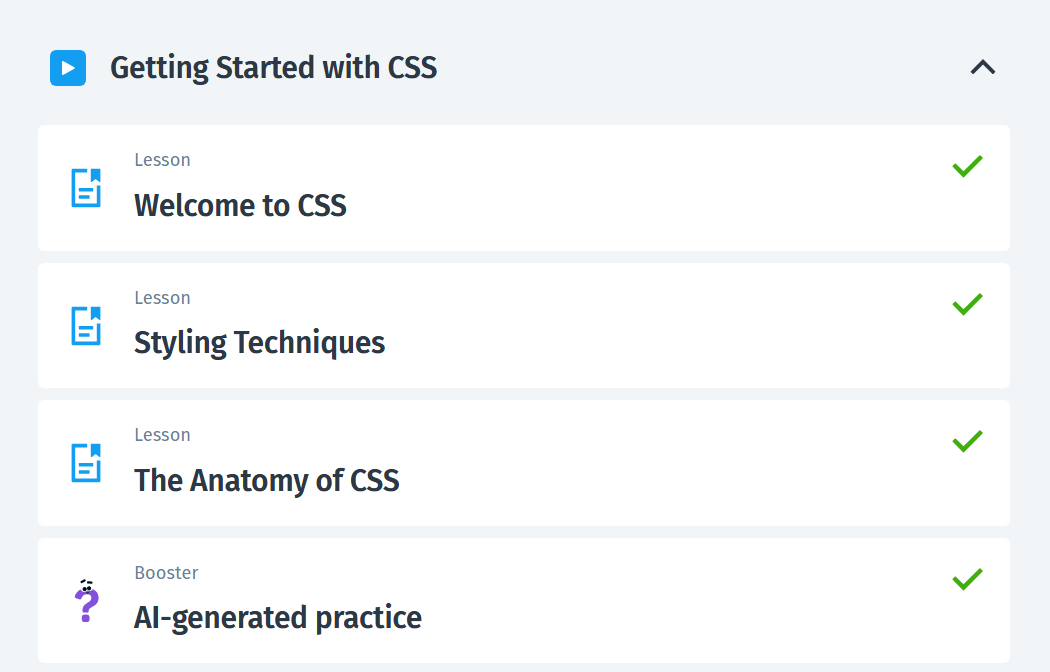 Getting Started with CSS
Lesson
Welcome to CSS
Lesson
Styling Techniques
Lesson
The Anatomy of CSS
Booster
AI-generated practice